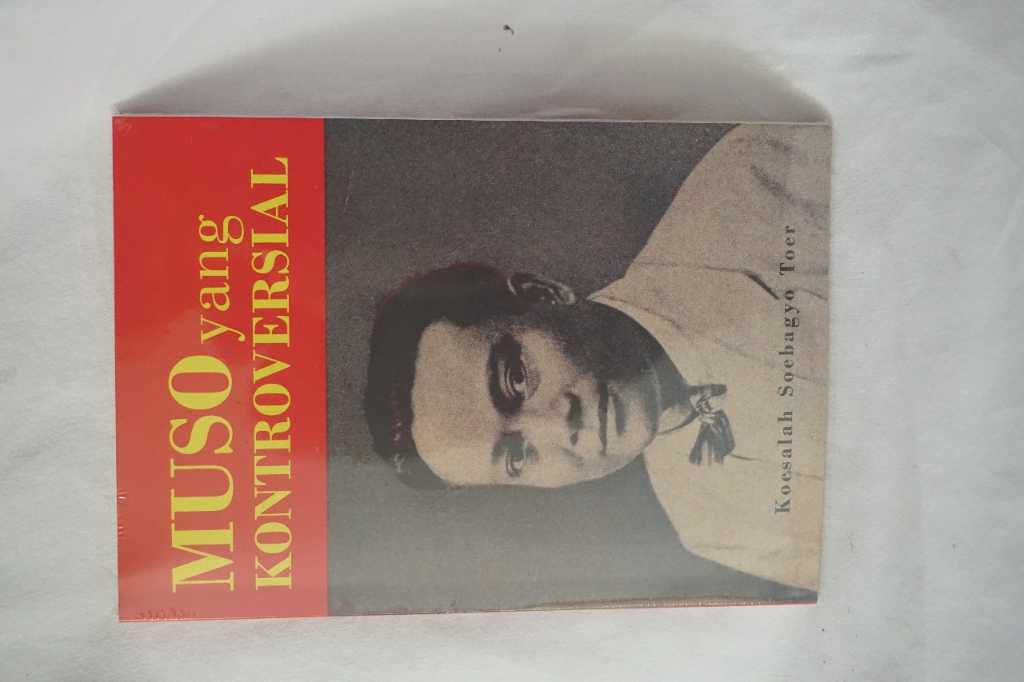 MUSO yang
KONTROVERSIAL
Koesalah Soebagyo Toer